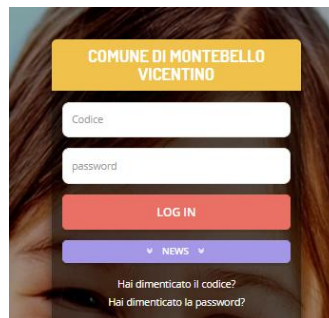 COMUNE DI MONTEBELLO
VICENTINO
Codice
password
LOG IN
NEWS
Hai dimenticato il codice?
Hai dimenticato la password?